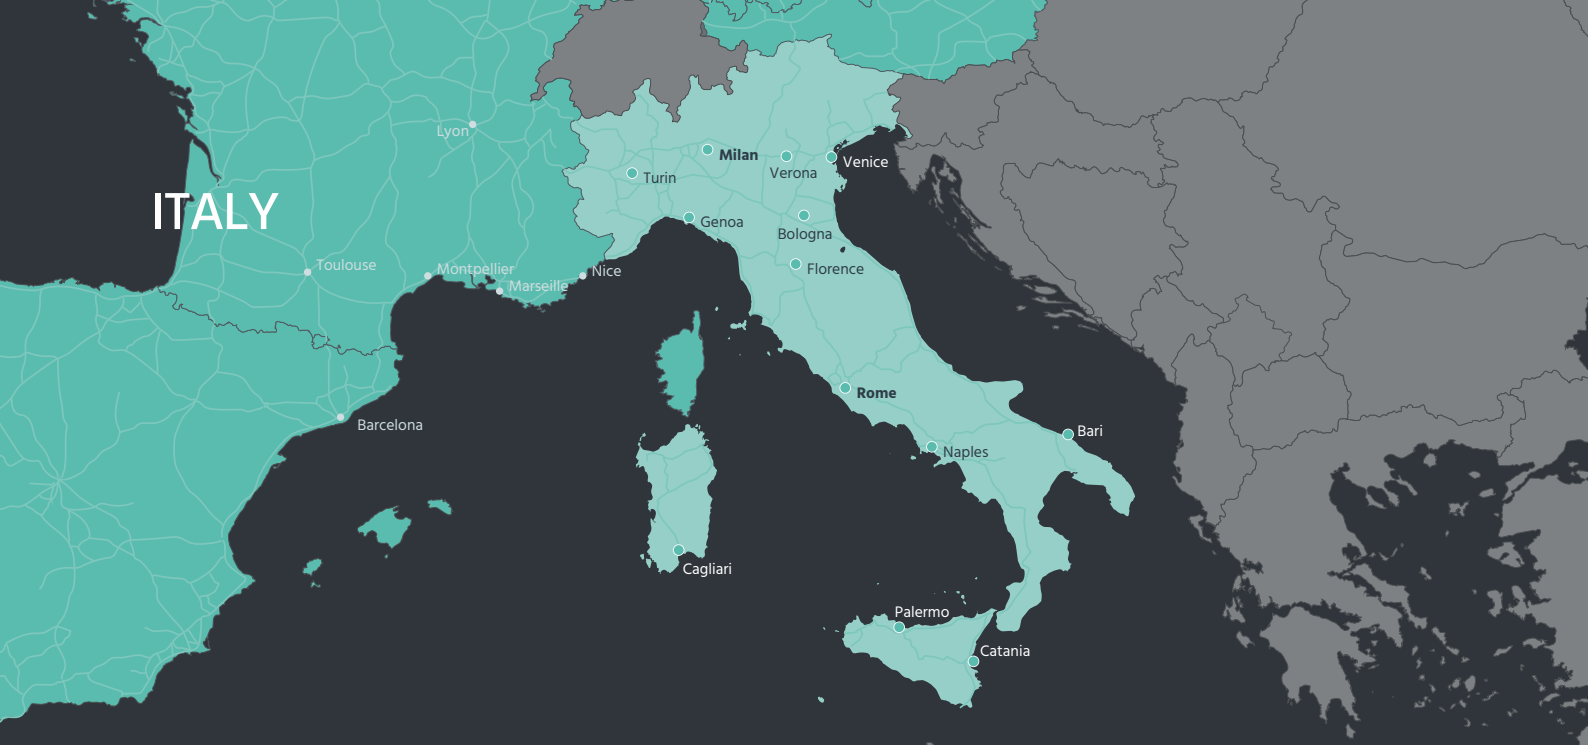 Lyon
Milan
Venice
Verona
Turin
ITALY
Genoa
Bologna
Toulouse
Montpellier
Nice
Florence
Marseille
Rome
Barcelona
Bari
Naples
Cagliari
Palermo
Catania